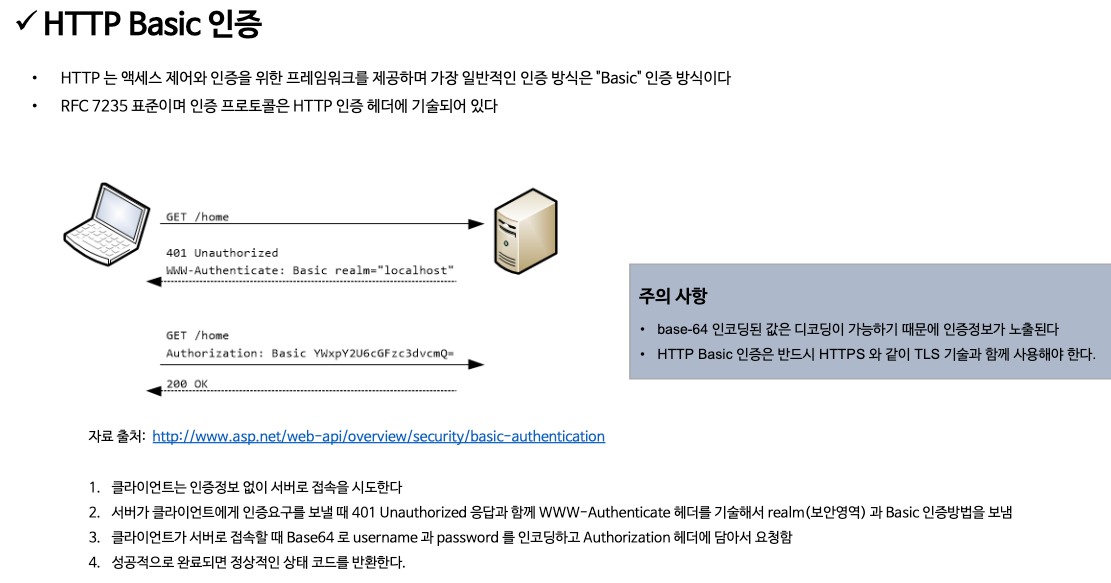 ✓ HTTP Basic 인증
• HTTP 는 액세스 제어와 인증을 위한 프레임워크를 제공하며 가장 일반적인 인증 방식은 "Basic" 인증 방식이다
• RFC 7235 표준이며 인증 프로토콜은 HTTP 인증 헤더에 기술되어 있다
GET /home
401 Unauthorized
WWW-Authenticate: Basic realm="localhost"
GET /home
Authorization: Basic YWxpY2U6cGFzc3dvcmQ=
200 OK
주의 사항
• base-64 인코딩된 값은 디코딩이 가능하기 때문에 인증정보가 노출된다
• HTTP Basic 인증은 반드시 HTTPS 와 같이 TLS 기술과 함께 사용해야 한다.
자료 출처: http://www.asp.net/web-api/overview/security/basic-authentication
1. 클라이언트는 인증정보 없이 서버로 접속을 시도한다
2. 서버가 클라이언트에게 인증요구를 보낼 때 401 Unauthorized 응답과 함께 WWW-Authenticate 헤더를 기술해서 realm(보안영역) 과 Basic 인증방법을 보냄
3. 클라이언트가 서버로 접속할 때 Base64 로 username 과 password 를 인코딩하고 Authorization 헤더에 담아서 요청함
4. 성공적으로 완료되면 정상적인 상태 코드를 반환한다.